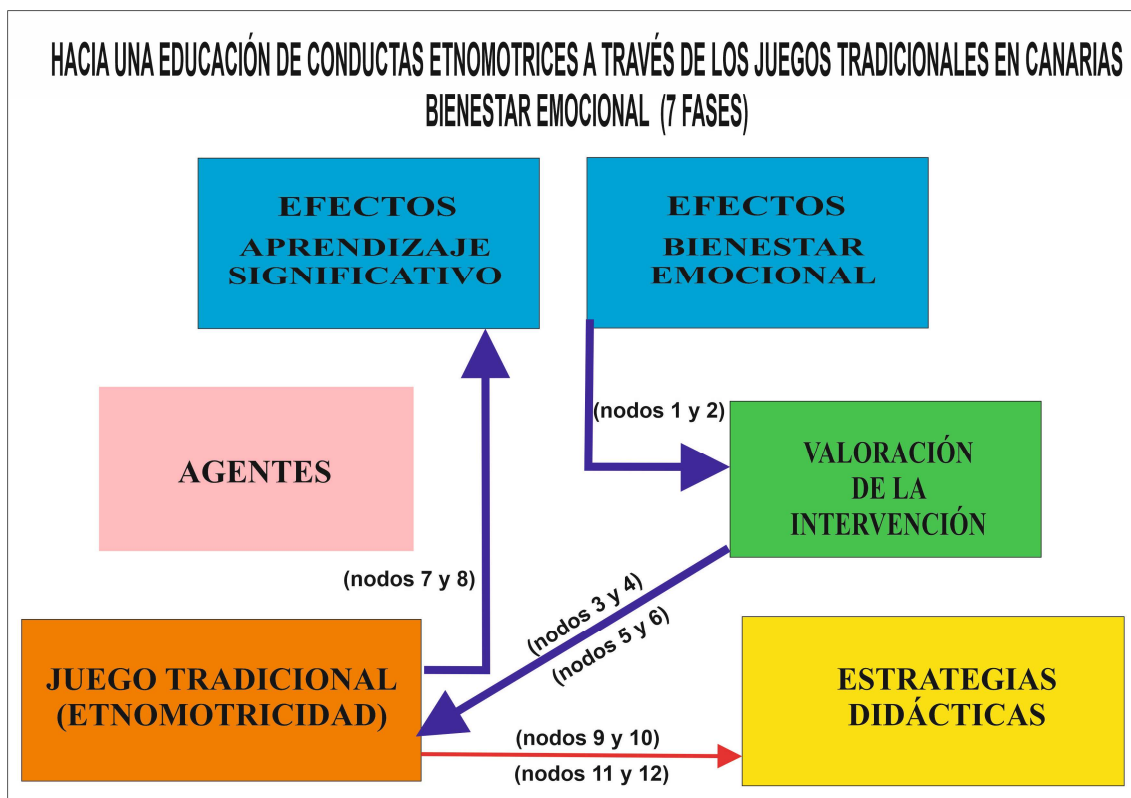 HACIA UNA EDUCACIÓN DE CONDUCTAS ETNOMOTRICES A TRAVÉS DE LOS JUEGOS TRADICIONALES EN CANARIAS
BIENESTAR EMOCIONAL (7 FASES)
EFECTOS
APRENDIZAJE
SIGNIFICATIVO
EFECTOS
BIENESTAR
EMOCIONAL
(nodos 1 y 2)
AGENTES
VALORACIÓN
DE LA
INTERVENCIÓN
(nodos 7 y 8)
(nodos 3 y 4)
(nodos 5 y 6)
JUEGO TRADICIONAL
(ETNOMOTRICIDAD)
ESTRATEGIAS
DIDÁCTICAS
(nodos 9 y 10)
(nodos 11 y 12)